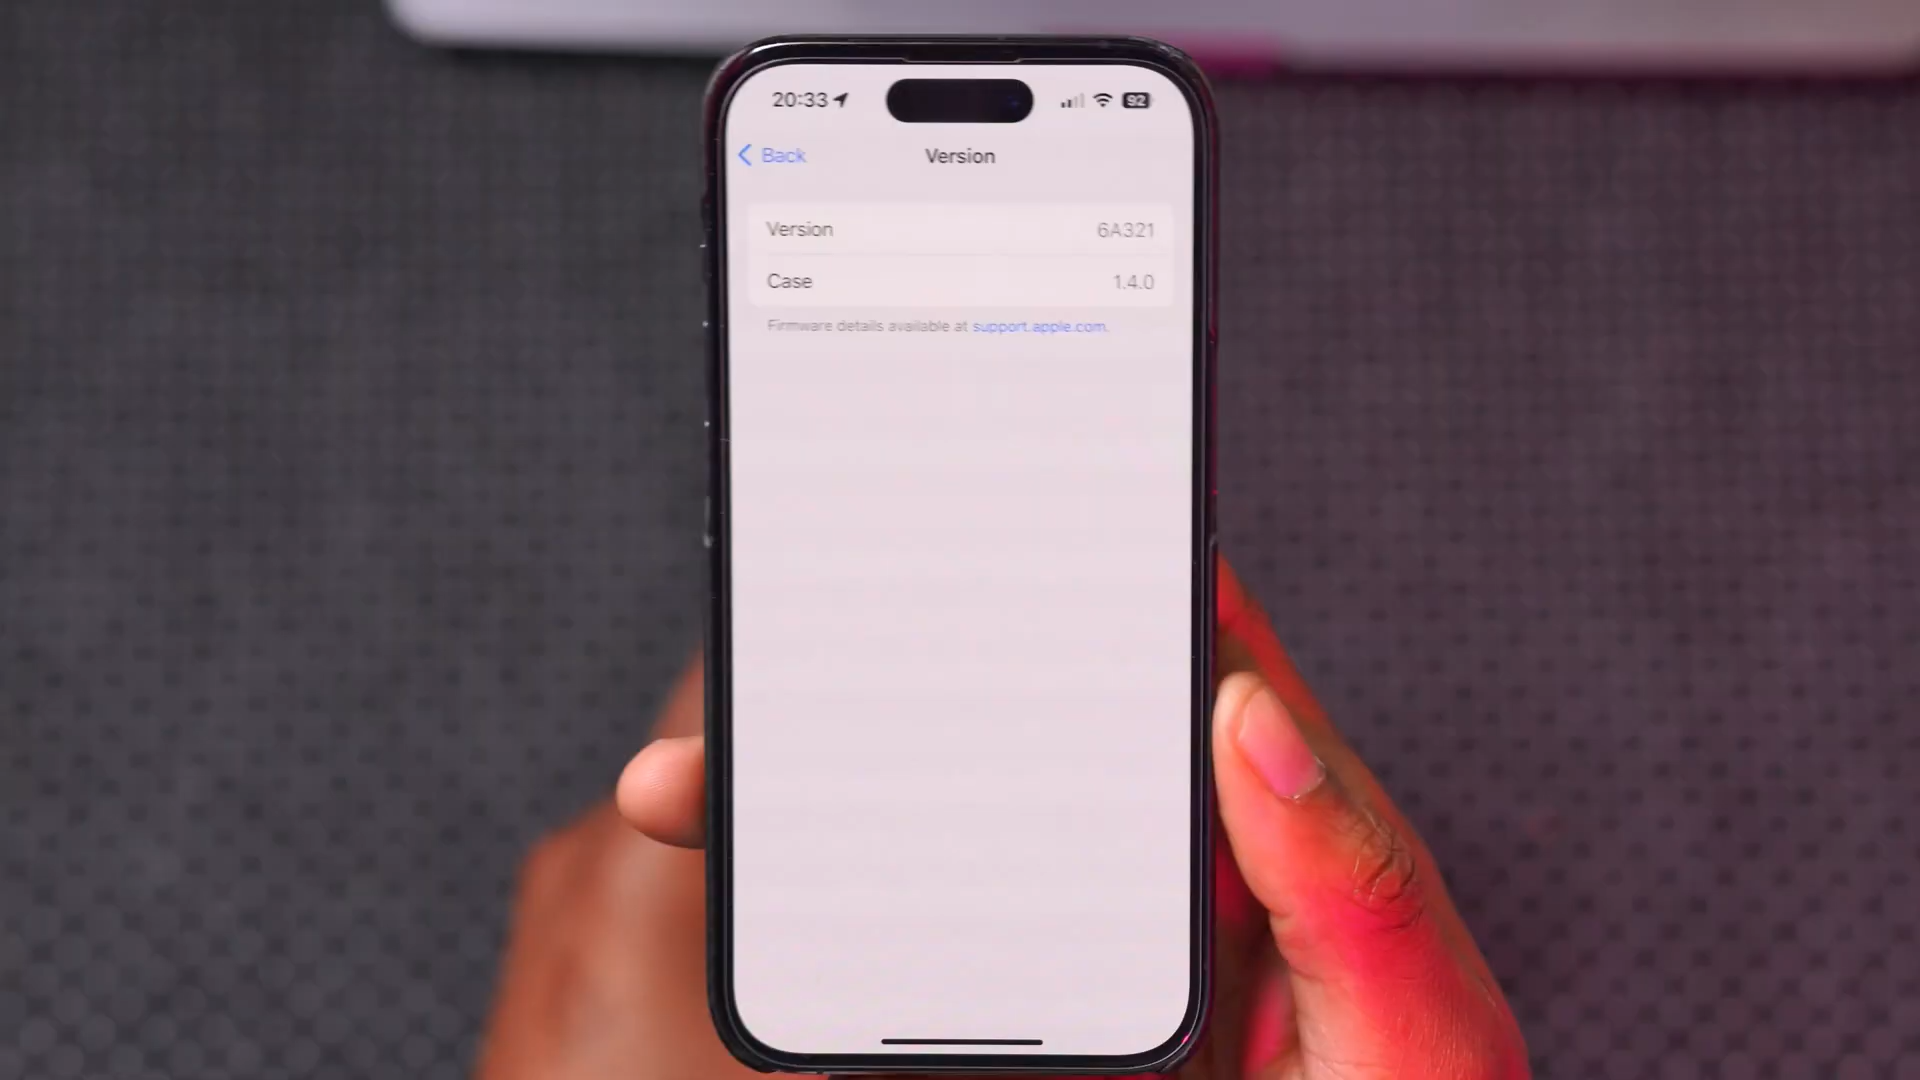 20:33 92
Back Version
Version 6A321
Case 1.4.0
Firmware details available at support.apple.com.